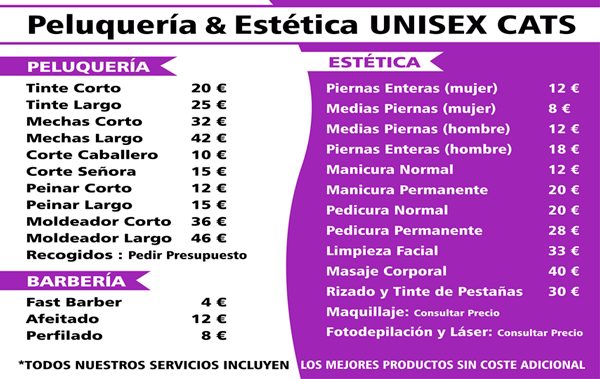 Peluquería & Estética UNISEX CATS
PELUQUERÍA
Tinte Corto 20 €
Tinte Largo 25 €
Mechas Corto 32 €
Mechas Largo 42 €
Corte Caballero 10 €
Corte Señora 15 €
Peinar Corto 12 €
Peinar Largo 15 €
Moldeador Corto 36 €
Moldeador Largo 46 €
Recogidos : Pedir Presupuesto
BARBERÍA
Fast Barber 4 €
Afeitado 12 €
Perfilado 8 €
ESTÉTICA
Piernas Enteras (mujer) 12 €
Medias Piernas (mujer) 8 €
Medias Piernas (hombre) 12 €
Piernas Enteras (hombre) 18 €
Manicura Normal 12 €
Manicura Permanente 20 €
Pedicura Normal 20 €
Pedicura Permanente 28 €
Limpieza Facial 33 €
Masaje Corporal 40 €
Rizado y Tinte de Pestañas 30 €
Maquillaje: Consultar Precio
Fotodepilación y Láser: Consultar Precio
*TODOS NUESTROS SERVICIOS INCLUYEN LOS MEJORES PRODUCTOS SIN COSTE ADICIONAL